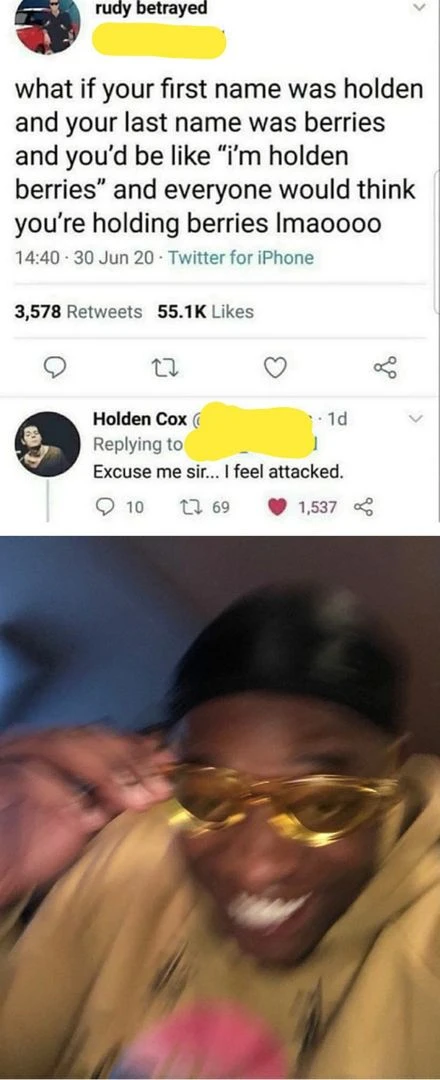 rudy betrayed
what if your first name was holden
and your last name was berries
and you'd be like "i'm holden
berries" and everyone would think
you're holding berries lmaoooo
14:40 · 30 Jun 20 · Twitter for iPhone
3,578 Retweets 55.1K Likes
Holden Cox @ · 1d
Replying to
Excuse me sir... I feel attacked.
10 69 1,537